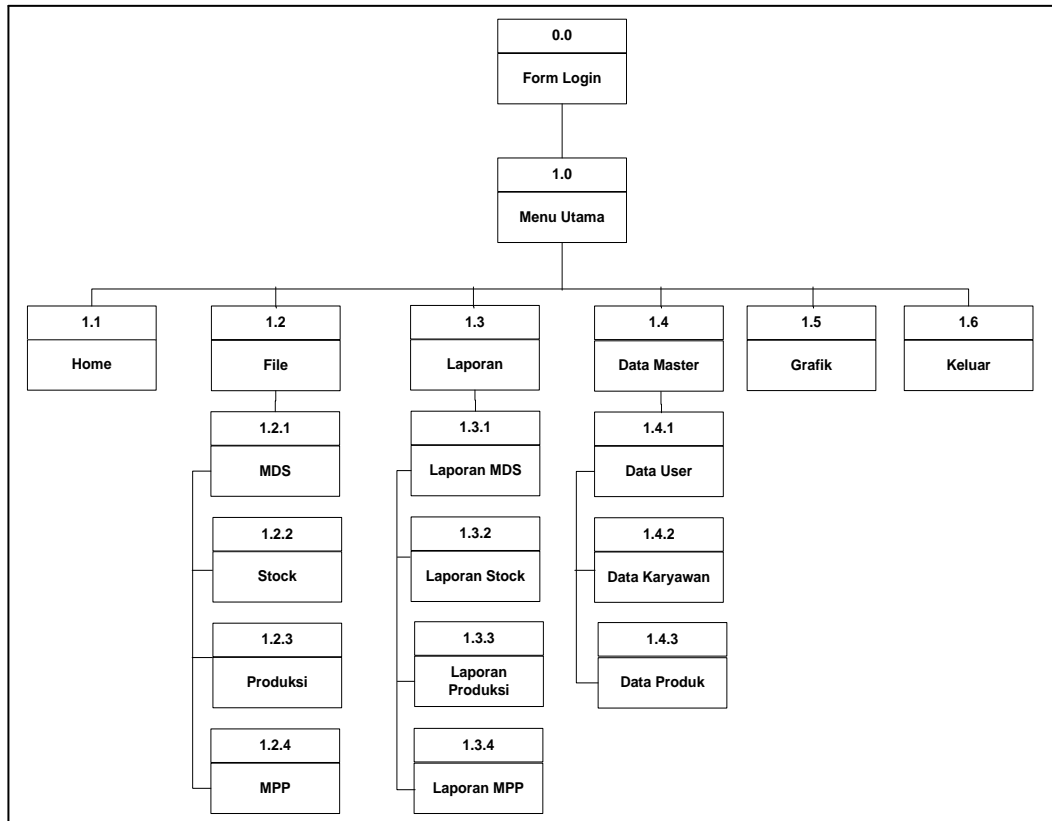 0.0
Form Login
1.0
Menu Utama
1.1
Home
1.2
File
1.3
Laporan
1.4
Data Master
1.5
Grafik
1.6
Keluar
1.2.1
MDS
1.2.2
Stock
1.2.3
Produksi
1.2.4
MPP
1.3.1
Laporan MDS
1.3.2
Laporan Stock
1.3.3
Laporan
Produksi
1.3.4
Laporan MPP
1.4.1
Data User
1.4.2
Data Karyawan
1.4.3
Data Produk